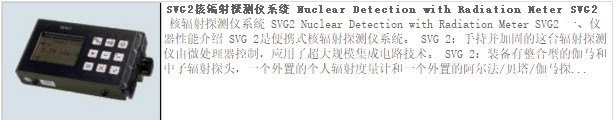 SVG2核辐射探测仪系统 Nuclear Detection with Radiation Meter SVG2
核辐射探测仪系统 SVG2 Nuclear Detection with Radiation Meter SVG2 一、仪
器性能介绍 SVG 2是便携式核辐射探测仪系统。 SVG 2：手持并加固的这台辐射探测
仪由微处理器控制，应用了超大规模集成电路技术。 SVG 2：装备有整合型的伽马和
中子辐射探头，一个外置的个人辐射度量计和一个外置的阿尔法/贝塔/伽马探...